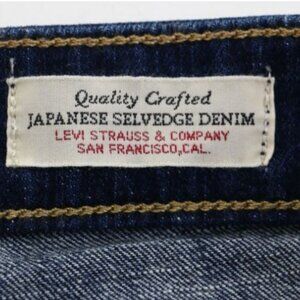 Quality Crafted
JAPANESE SELVEDGE DENIM
LEVI STRAUSS & COMPANY
SAN FRANCISCO,CAL.